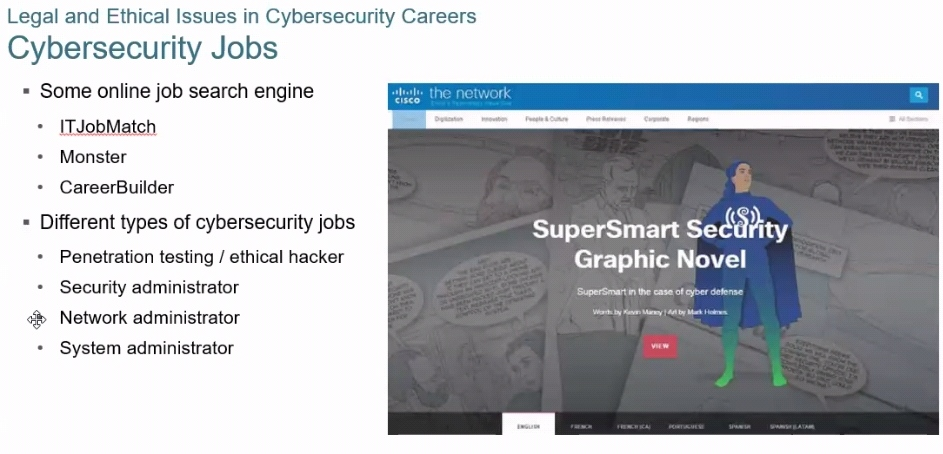 Legal and Ethical Issues in Cybersecurity Careers
Cybersecurity Jobs
Some online job search engine
ITJobMatch
Monster
CareerBuilder
Different types of cybersecurity jobs
Penetration testing / ethical hacker
Security administrator
Network administrator
System administrator
CISCO the network
Digitization Innovation People & Culture Press Releases Corporate Regions All Sections
SuperSmart Security
Graphic Novel
SuperSmart in the case of cyber defense
Words by Kevin Maney | Art by Mark Holmes
VIEW
ENGLISH FRENCH FRENCH (CA) PORTUGUESE SPANISH SPANISH (LATAM)